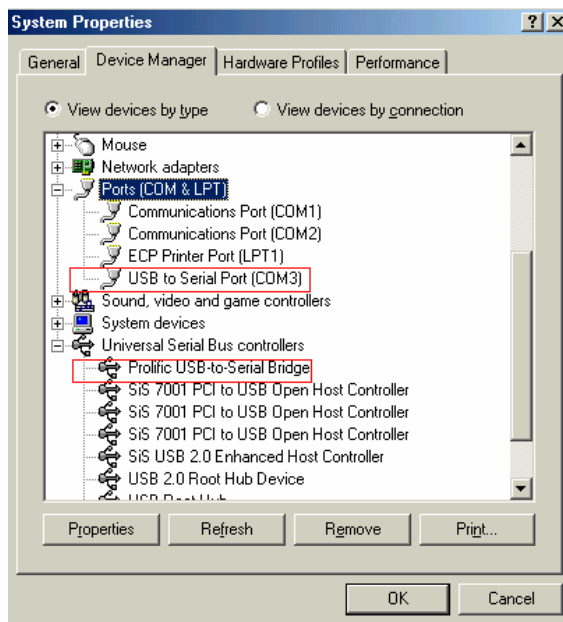 System Properties
General Device Manager Hardware Profiles Performance
View devices by type View devices by connection
Mouse
Network adapters
Ports (COM & LPT)
Communications Port (COM1)
Communications Port (COM2)
ECP Printer Port (LPT1)
USB to Serial Port (COM3)
Sound, video and game controllers
System devices
Universal Serial Bus controllers
Prolific USB-to-Serial Bridge
SiS 7001 PCI to USB Open Host Controller
SiS 7001 PCI to USB Open Host Controller
SiS 7001 PCI to USB Open Host Controller
SiS USB 2.0 Enhanced Host Controller
USB 2.0 Root Hub Device
USB Root Hub
Properties Refresh Remove Print...
OK Cancel